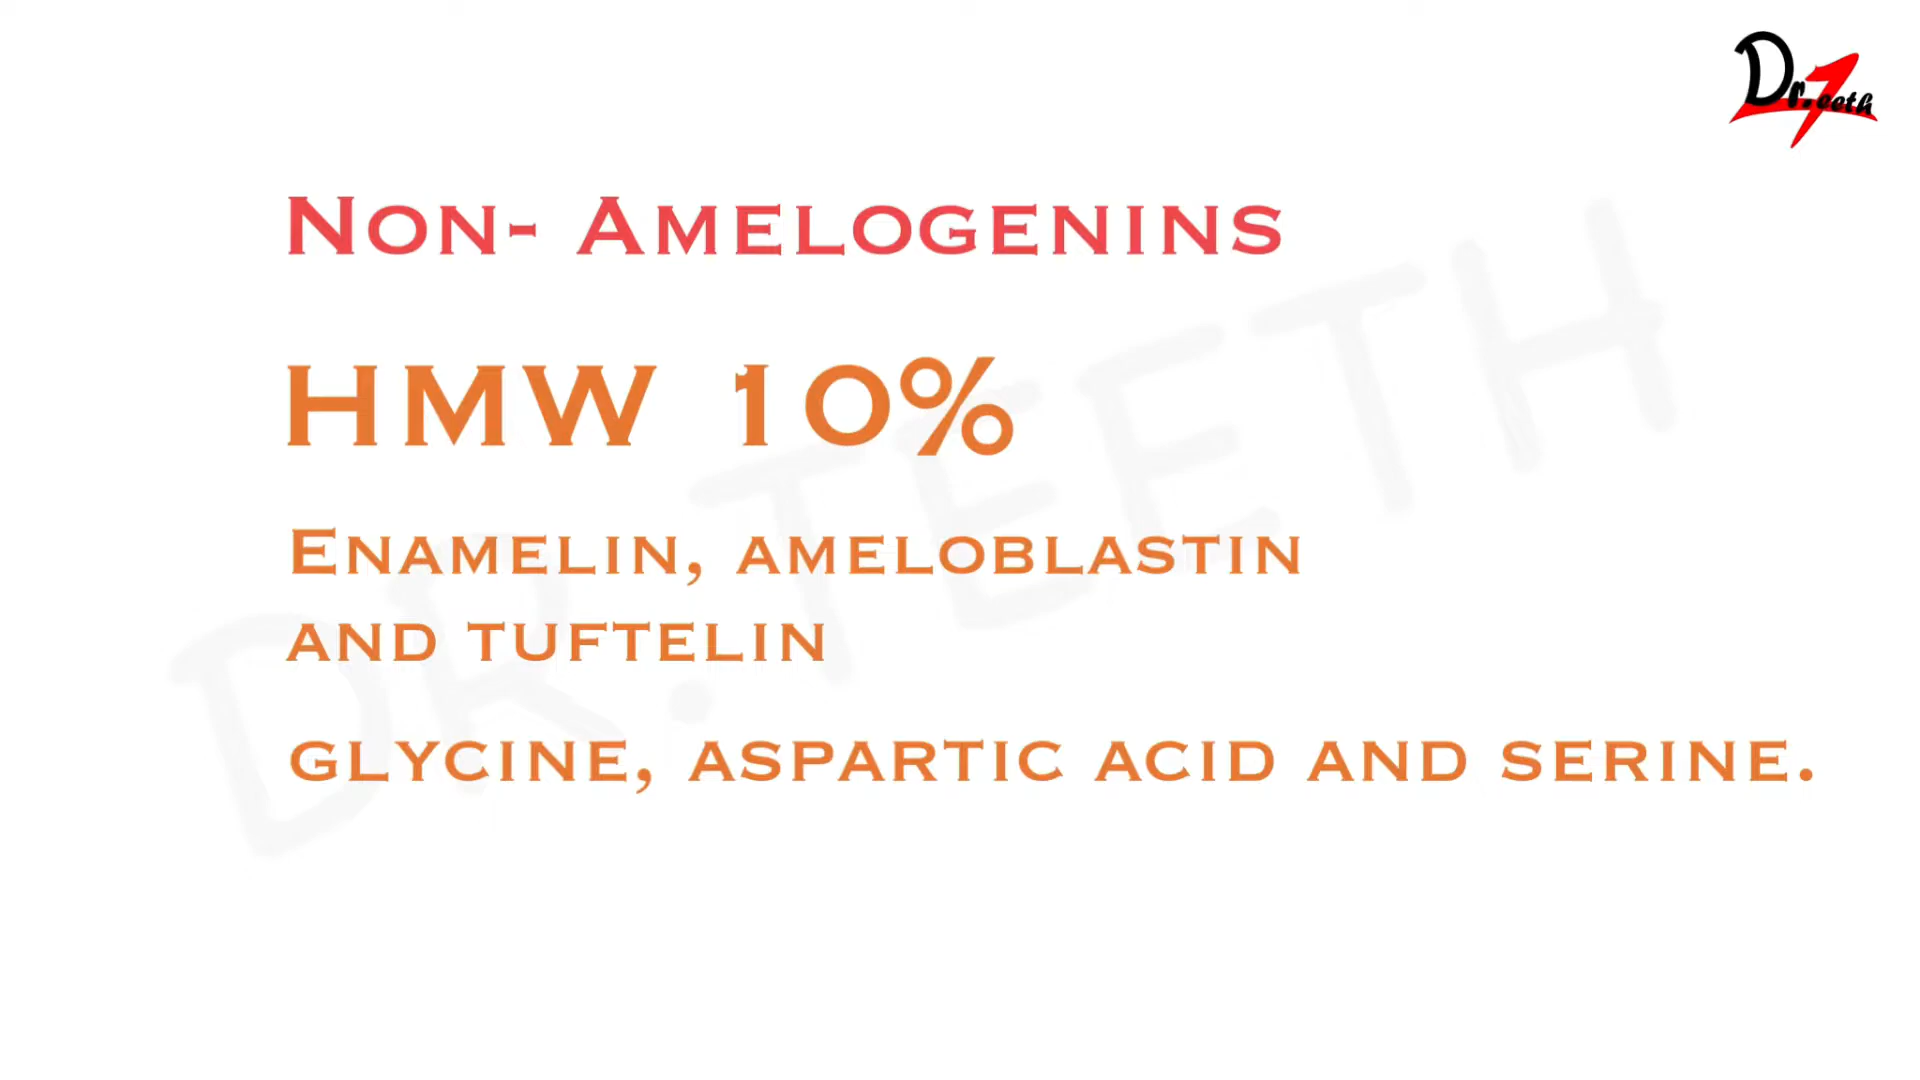 Dr. Teeth
Non- Amelogenins
HMW 10%
Enamelin, ameloblastin
and tuftelin
glycine, aspartic acid and serine.
DR.TEETH